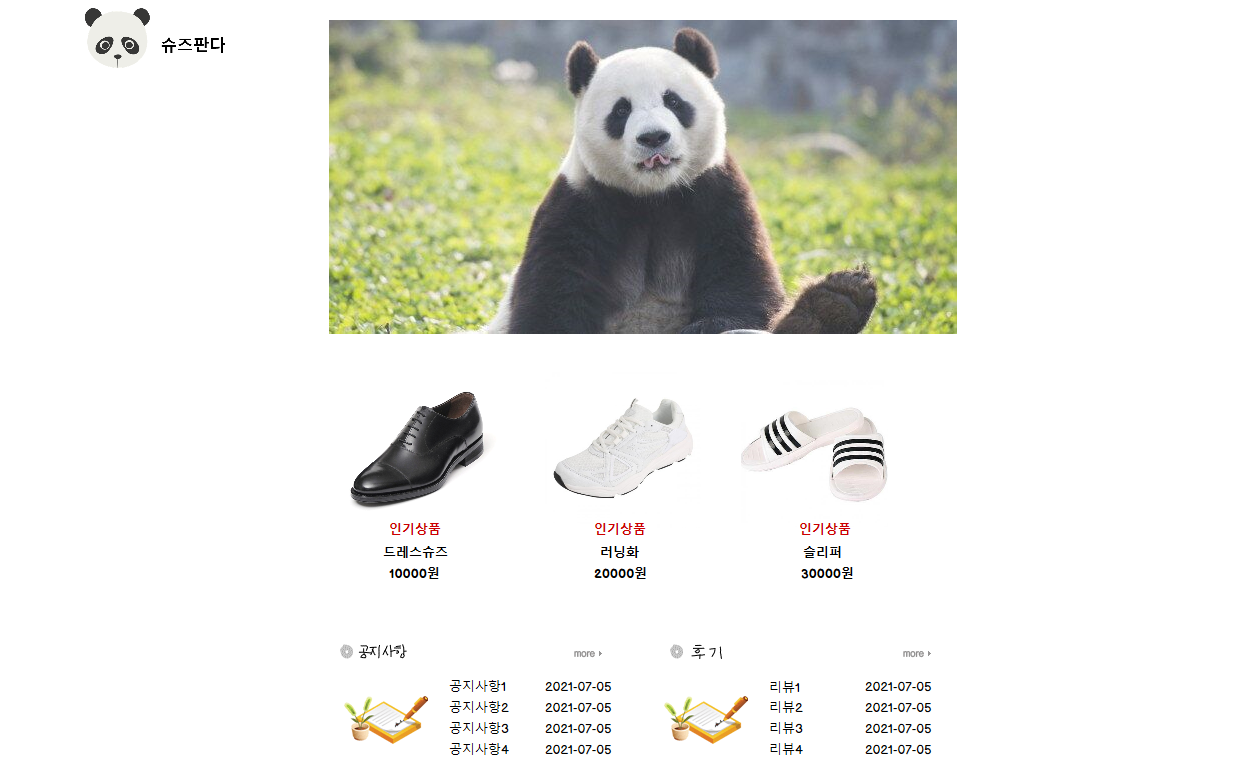 슈즈판다
인기상품 인기상품 인기상품
드레스슈즈 러닝화 슬리퍼
10000원 20000원 30000원
공지사항 more 후기 more
공지사항1 2021-07-05 리뷰1 2021-07-05
공지사항2 2021-07-05 리뷰2 2021-07-05
공지사항3 2021-07-05 리뷰3 2021-07-05
공지사항4 2021-07-05 리뷰4 2021-07-05